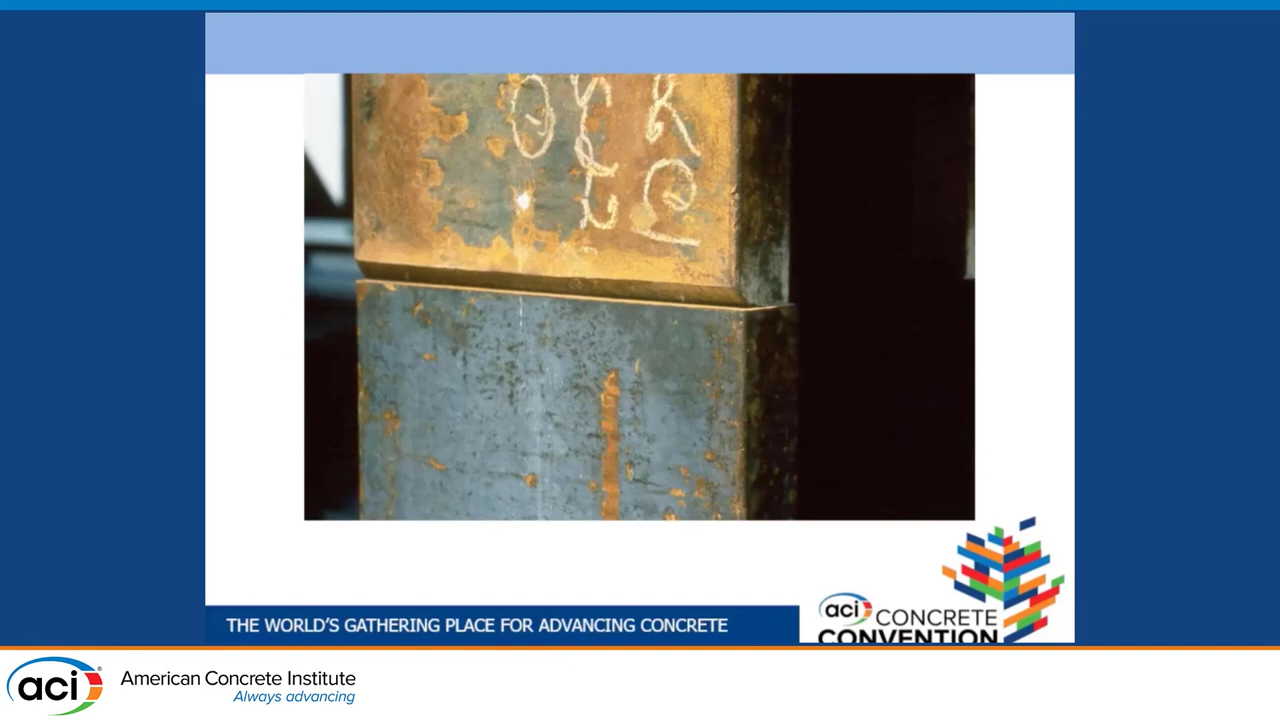 THE WORLD'S GATHERING PLACE FOR ADVANCING CONCRETE
aci CONCRETE
CONVENTION
aci® American Concrete Institute
Always advancing